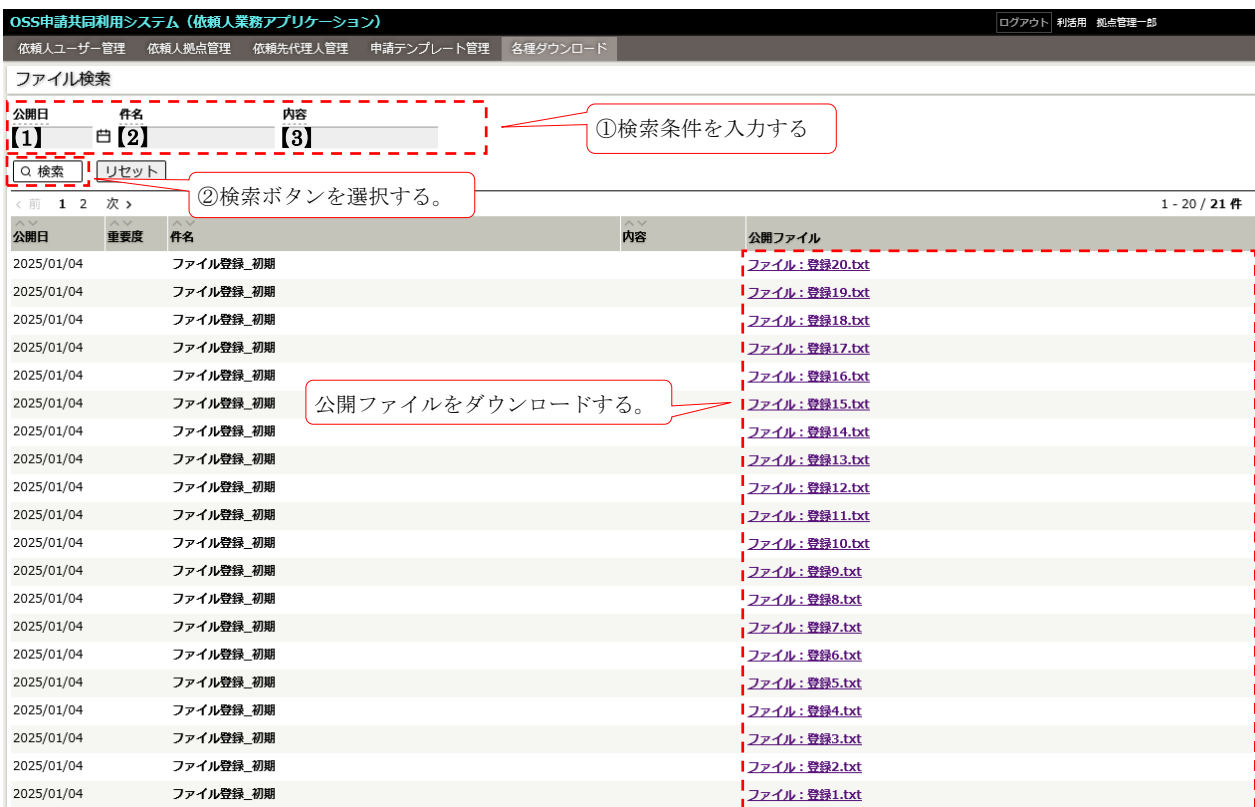 OSS申請共同利用システム（依頼人業務アプリケーション） ログアウト 利活用 拠点管理一郎
依頼人ユーザー管理 依頼人拠点管理 依頼先代理人管理 申請テンプレート管理 各種ダウンロード
ファイル検索
公開日 件名 内容
【1】 【2】 【3】
①検索条件を入力する
検索 リセット
②検索ボタンを選択する。
前 1 2 次 1 - 20 / 21 件
公開日 重要度 件名 内容 公開ファイル
2025/01/04 ファイル登録_初期 ファイル：登録20.txt
2025/01/04 ファイル登録_初期 ファイル：登録19.txt
2025/01/04 ファイル登録_初期 ファイル：登録18.txt
2025/01/04 ファイル登録_初期 ファイル：登録17.txt
2025/01/04 ファイル登録_初期 ファイル：登録16.txt
公開ファイルをダウンロードする。
2025/01/04 ファイル登録_初期 ファイル：登録15.txt
2025/01/04 ファイル登録_初期 ファイル：登録14.txt
2025/01/04 ファイル登録_初期 ファイル：登録13.txt
2025/01/04 ファイル登録_初期 ファイル：登録12.txt
2025/01/04 ファイル登録_初期 ファイル：登録11.txt
2025/01/04 ファイル登録_初期 ファイル：登録10.txt
2025/01/04 ファイル登録_初期 ファイル：登録9.txt
2025/01/04 ファイル登録_初期 ファイル：登録8.txt
2025/01/04 ファイル登録_初期 ファイル：登録7.txt
2025/01/04 ファイル登録_初期 ファイル：登録6.txt
2025/01/04 ファイル登録_初期 ファイル：登録5.txt
2025/01/04 ファイル登録_初期 ファイル：登録4.txt
2025/01/04 ファイル登録_初期 ファイル：登録3.txt
2025/01/04 ファイル登録_初期 ファイル：登録2.txt
2025/01/04 ファイル登録_初期 ファイル：登録1.txt